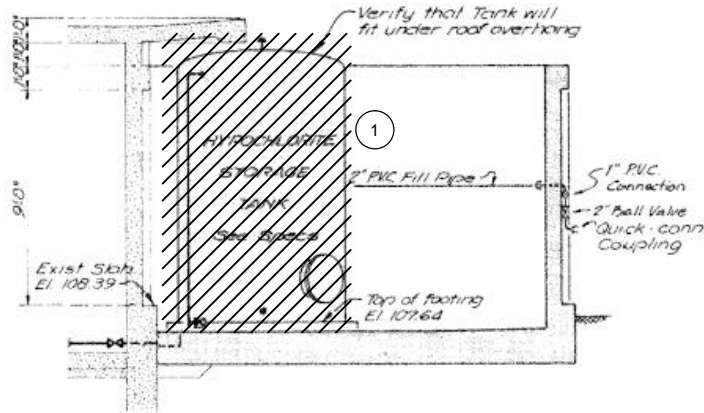 Verify that Tank will
fit under roof overhang
1
HYPOCHLORITE
STORAGE
TANK
See Specs
2" PVC Fill Pipe
1" P.V.C.
Connection
2" Ball Valve
Quick-conn
Coupling
9'0"
Exist Slab
El. 108.39
Top of footing
El. 107.64